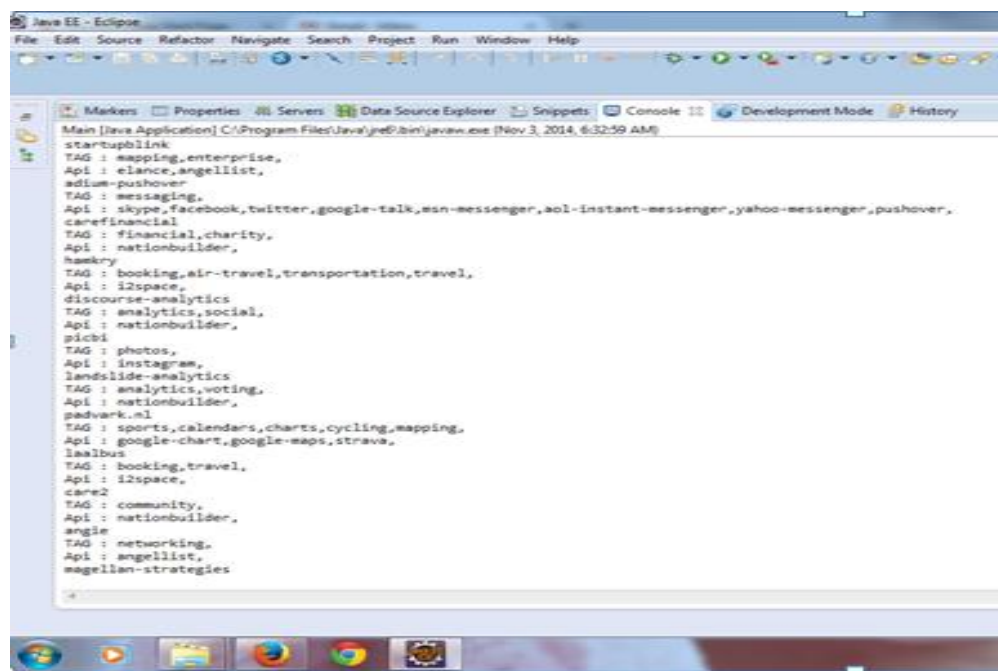 Java EE - Eclipse
File Edit Source Refactor Navigate Search Project Run Window Help
Markers Properties Servers Data Source Explorer Snippets Console Development Mode History
Main [Java Application] C:\Program Files\Java\jre6\bin\javaw.exe (Nov 3, 2014, 6:32:59 AM)
startupblink
TAG : mapping,enterprise,
Api : elance,angellist,
adium-pushover
TAG : messaging,
Api : skype,facebook,twitter,google-talk,msn-messenger,aol-instant-messenger,yahoo-messenger,pushover,
carefinancial
TAG : financial,charity,
Api : nationbuilder,
hamkry
TAG : booking,air-travel,transportation,travel,
Api : i2space,
discourse-analytics
TAG : analytics,social,
Api : nationbuilder,
picbi
TAG : photos,
Api : instagram,
landslide-analytics
TAG : analytics,voting,
Api : nationbuilder,
padvark.nl
TAG : sports,calendars,charts,cycling,mapping,
Api : google-chart,google-maps,strava,
laalbus
TAG : booking,travel,
Api : i2space,
care2
TAG : community,
Api : nationbuilder,
angle
TAG : networking,
Api : angellist,
magellan-strategies